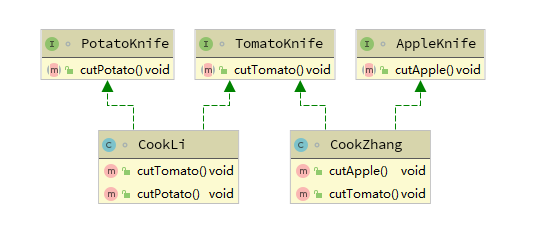 I PotatoKnife
m cutPotato() void
I TomatoKnife
m cutTomato() void
I AppleKnife
m cutApple() void
C CookLi
m cutTomato() void
m cutPotato() void
C CookZhang
m cutApple() void
m cutTomato() void